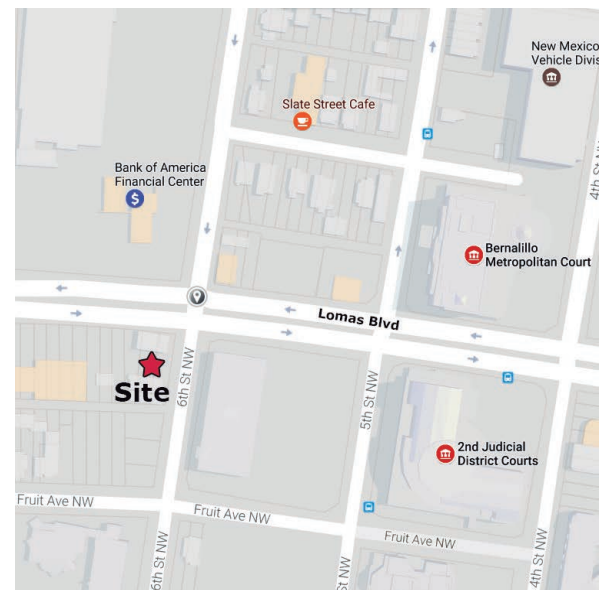 New Mexico
Vehicle Divis
Slate Street Cafe
Bank of America
Financial Center
$
4th St NW
Bernalillo
Metropolitan Court
Lomas Blvd
Site
6th St NW
5th St NW
2nd Judicial
District Courts
Fruit Ave NW
Fruit Ave NW
Fruit Ave NW
6th St NW
St NW
4th St NW